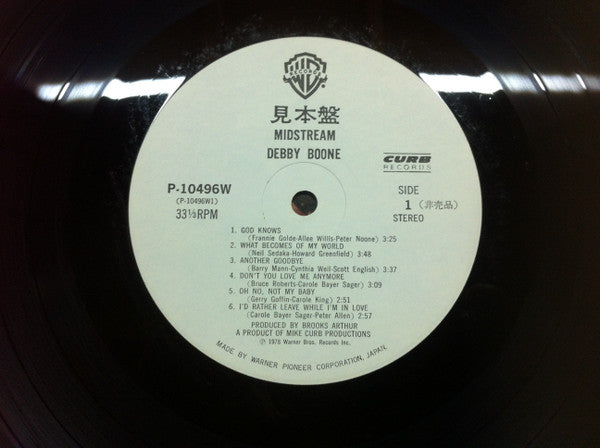 RECORDS
見本盤
MIDSTREAM
DEBBY BOONE
CURB
RECORDS
P-10496W
(P-10496W1)
33⅓RPM
SIDE
1 (非売品)
STEREO
1. GOD KNOWS
(Frannie Golde-Allee Willis-Peter Noone) 3:25
2. WHAT BECOMES OF MY WORLD
(Neil Sedaka-Howard Greenfield) 3:48
3. ANOTHER GOODBYE
(Barry Mann-Cynthia Weil-Scott English) 3:37
4. DON'T YOU LOVE ME ANYMORE
(Bruce Roberts-Carole Bayer Sager) 3:09
5. OH NO, NOT MY BABY
(Gerry Goffin-Carole King) 2:51
6. I'D RATHER LEAVE WHILE I'M IN LOVE
(Carole Bayer Sager-Peter Allen) 2:57
PRODUCED BY BROOKS ARTHUR
A PRODUCT OF MIKE CURB PRODUCTIONS
Ⓟ 1978 Warner Bros. Records Inc.
MADE BY WARNER PIONEER CORPORATION, JAPAN.